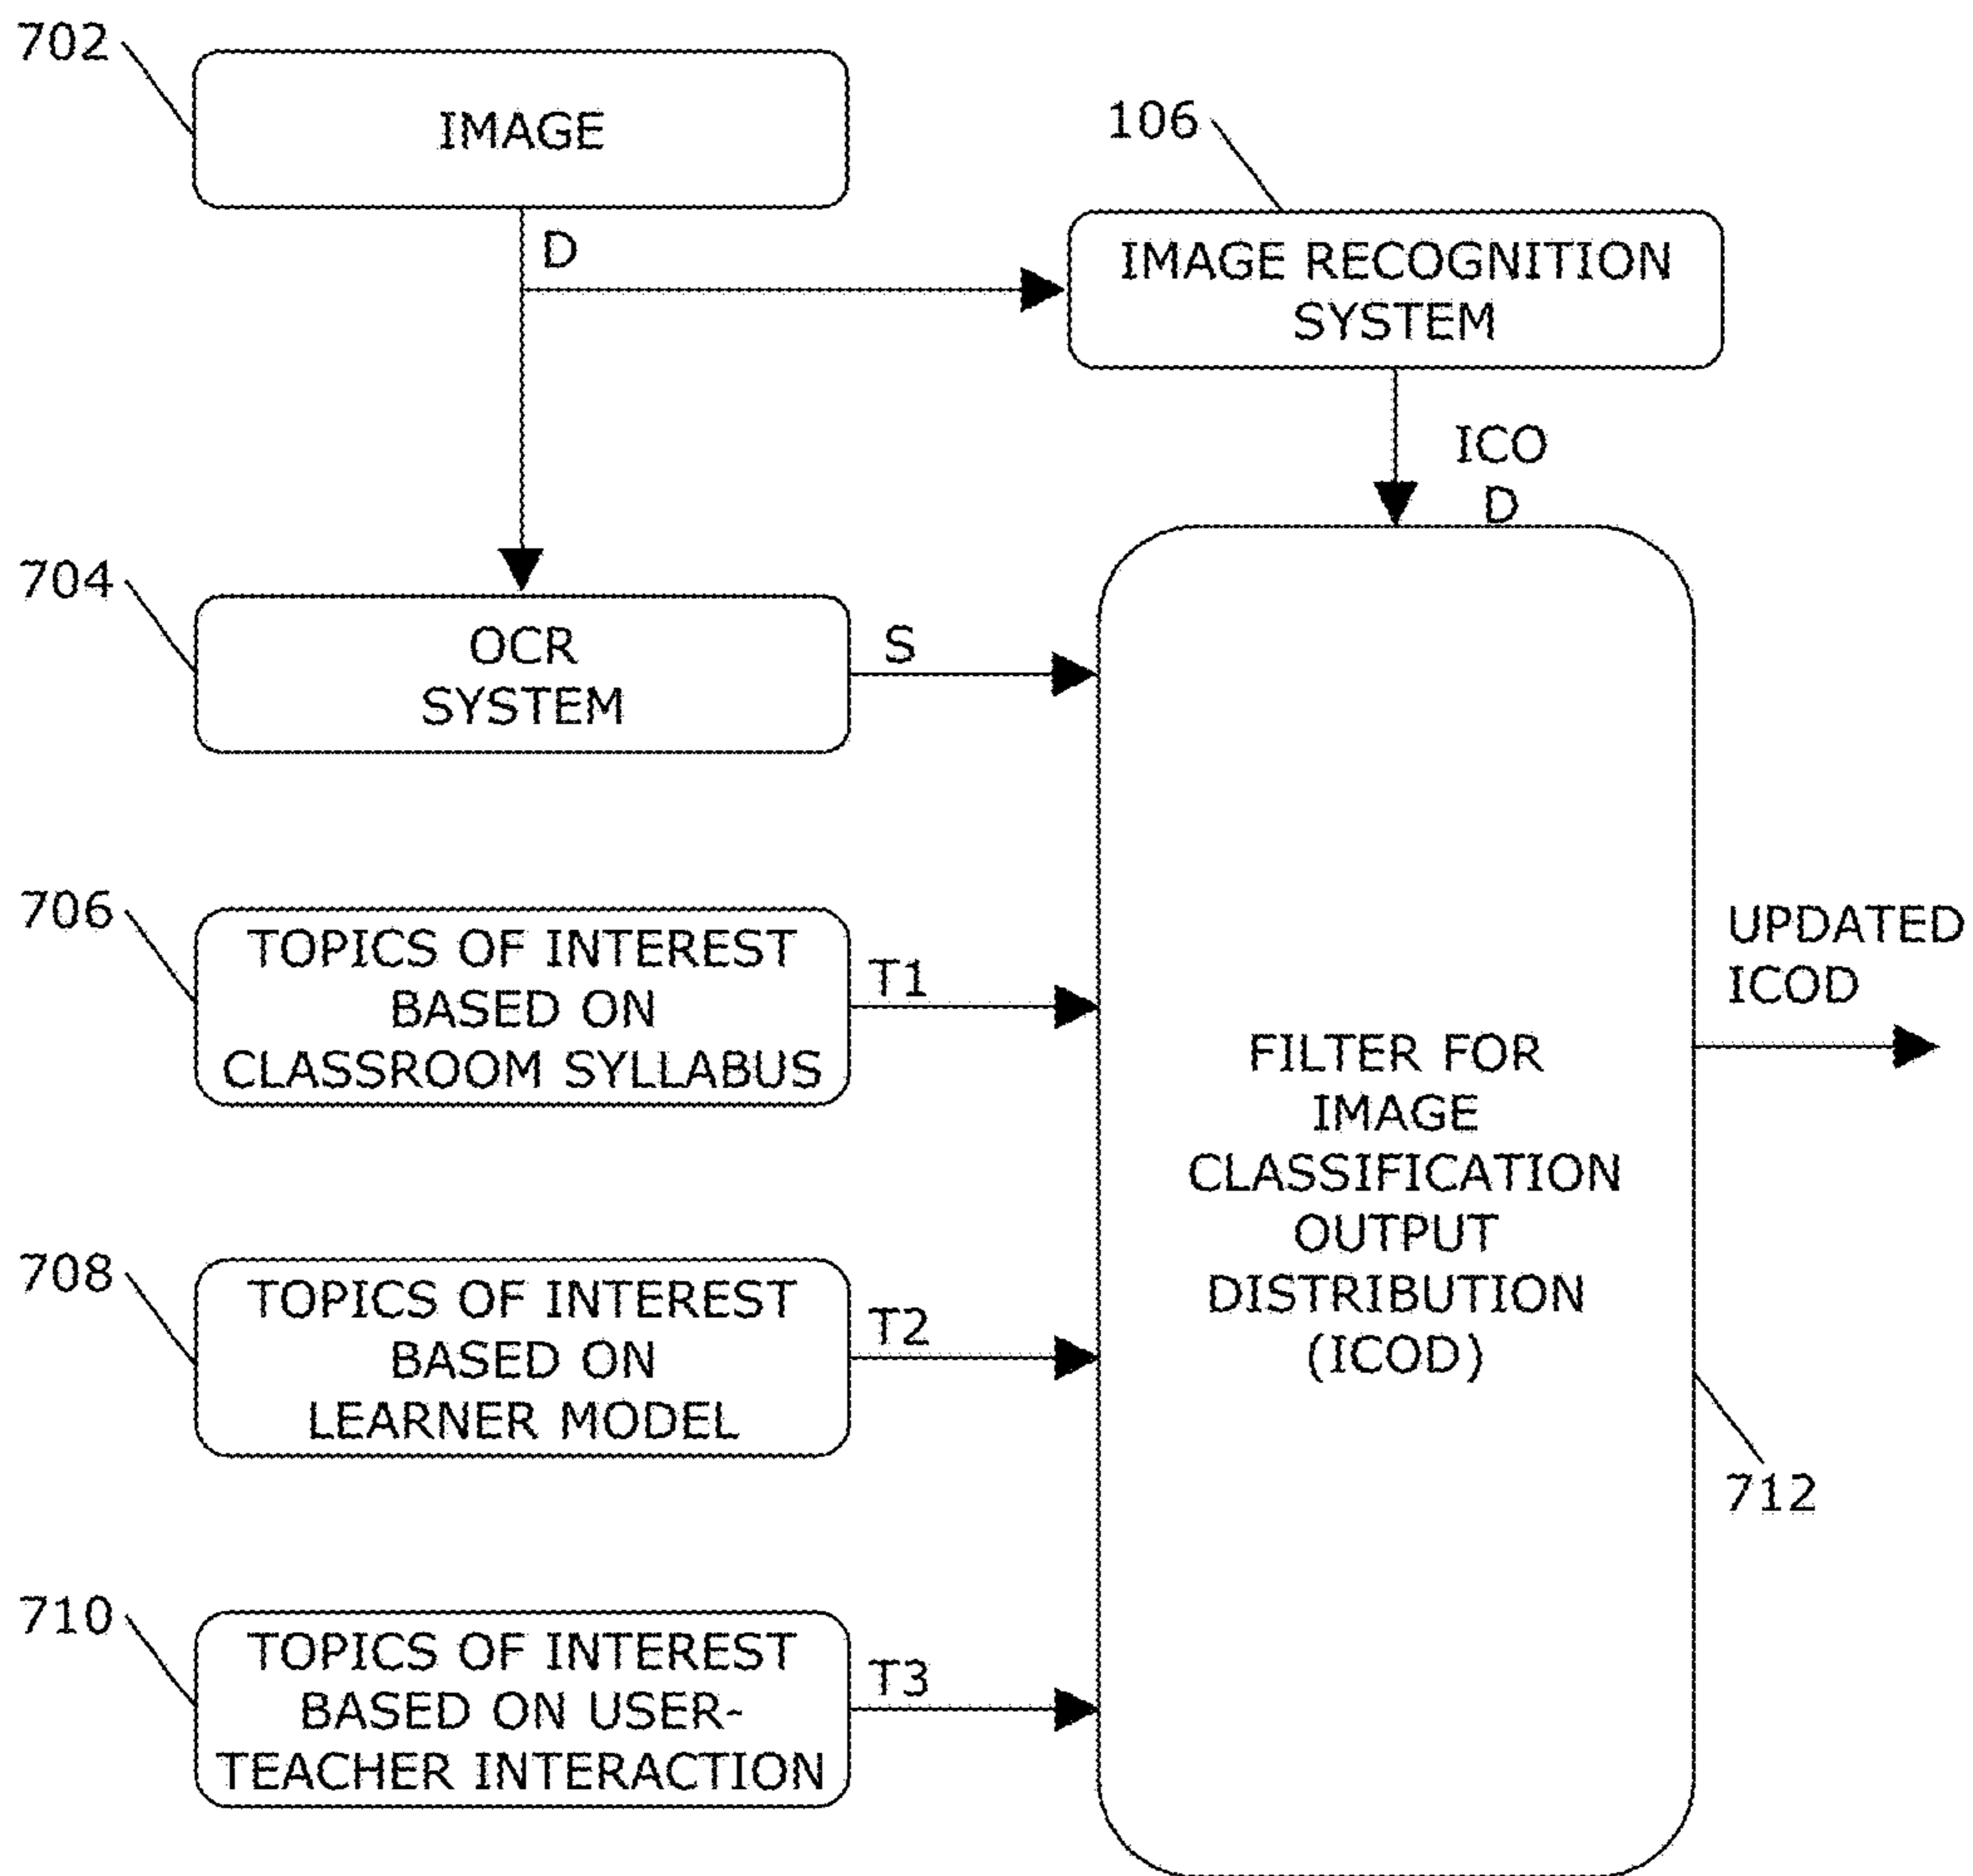 702
IMAGE
D
106
IMAGE RECOGNITION
SYSTEM
ICO
D
704
OCR
SYSTEM
S
706
TOPICS OF INTEREST
BASED ON
CLASSROOM SYLLABUS
T1
708
TOPICS OF INTEREST
BASED ON
LEARNER MODEL
T2
710
TOPICS OF INTEREST
BASED ON USER-
TEACHER INTERACTION
T3
FILTER FOR
IMAGE
CLASSIFICATION
OUTPUT
DISTRIBUTION
(ICOD)
712
UPDATED
ICOD